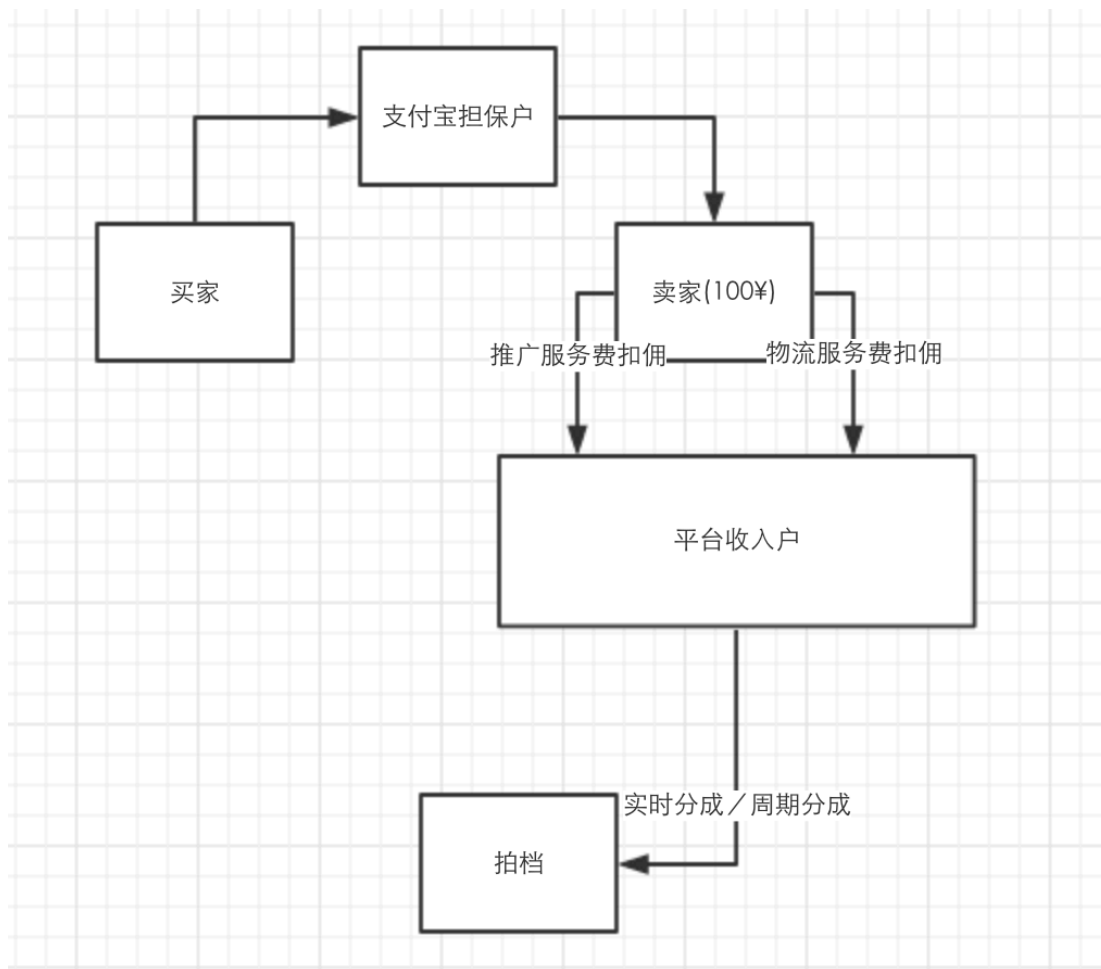 支付宝担保户
买家
卖家(100¥)
推广服务费扣佣
物流服务费扣佣
平台收入户
实时分成／周期分成
拍档